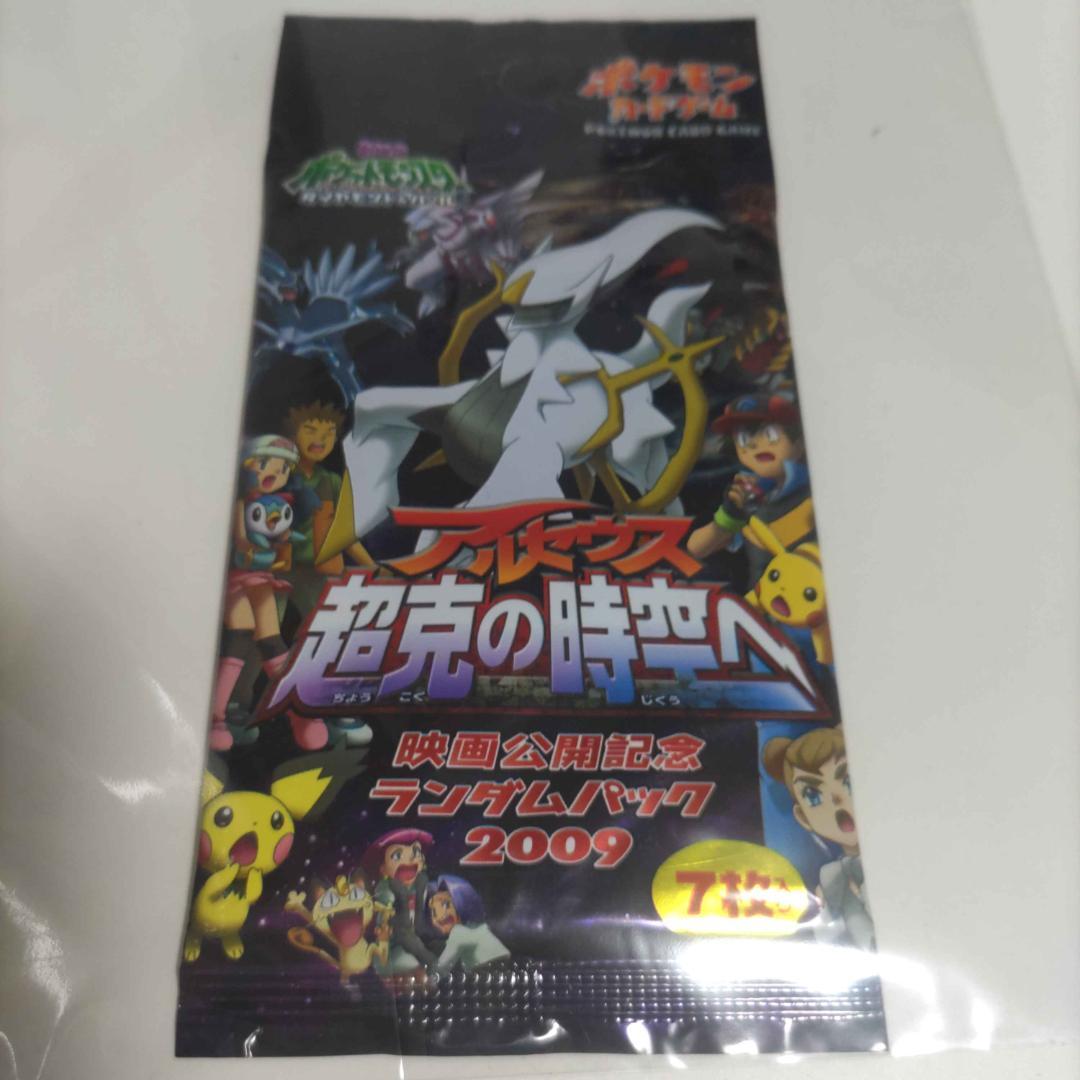 ポケモン
カードゲーム
POKÉMON CARD GAME
ポケットモンスター
ダイヤモンド&パール
アルセウス
超克の時空へ
ちょう こく じくう
映画公開記念
ランダムパック
2009
7枚入り